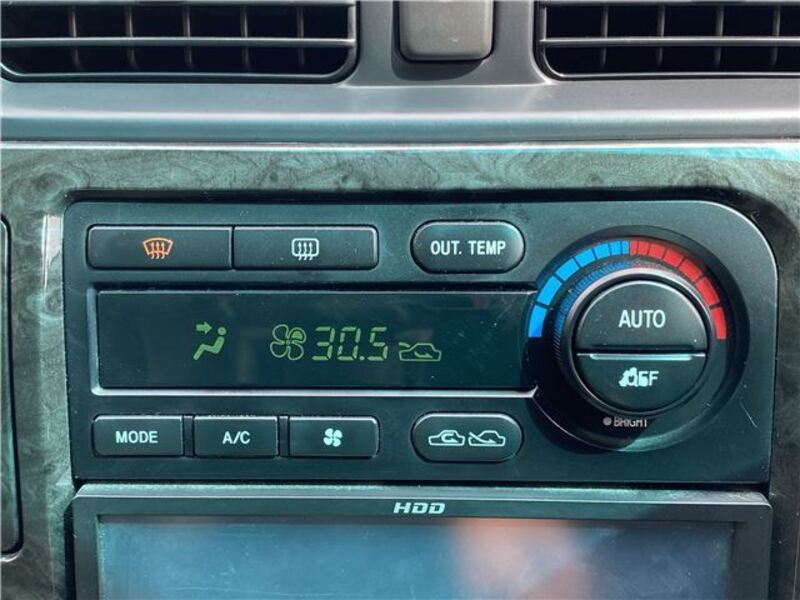 OUT. TEMP
AUTO
30.5
OFF
BRIGHT
MODE
A/C
HDD